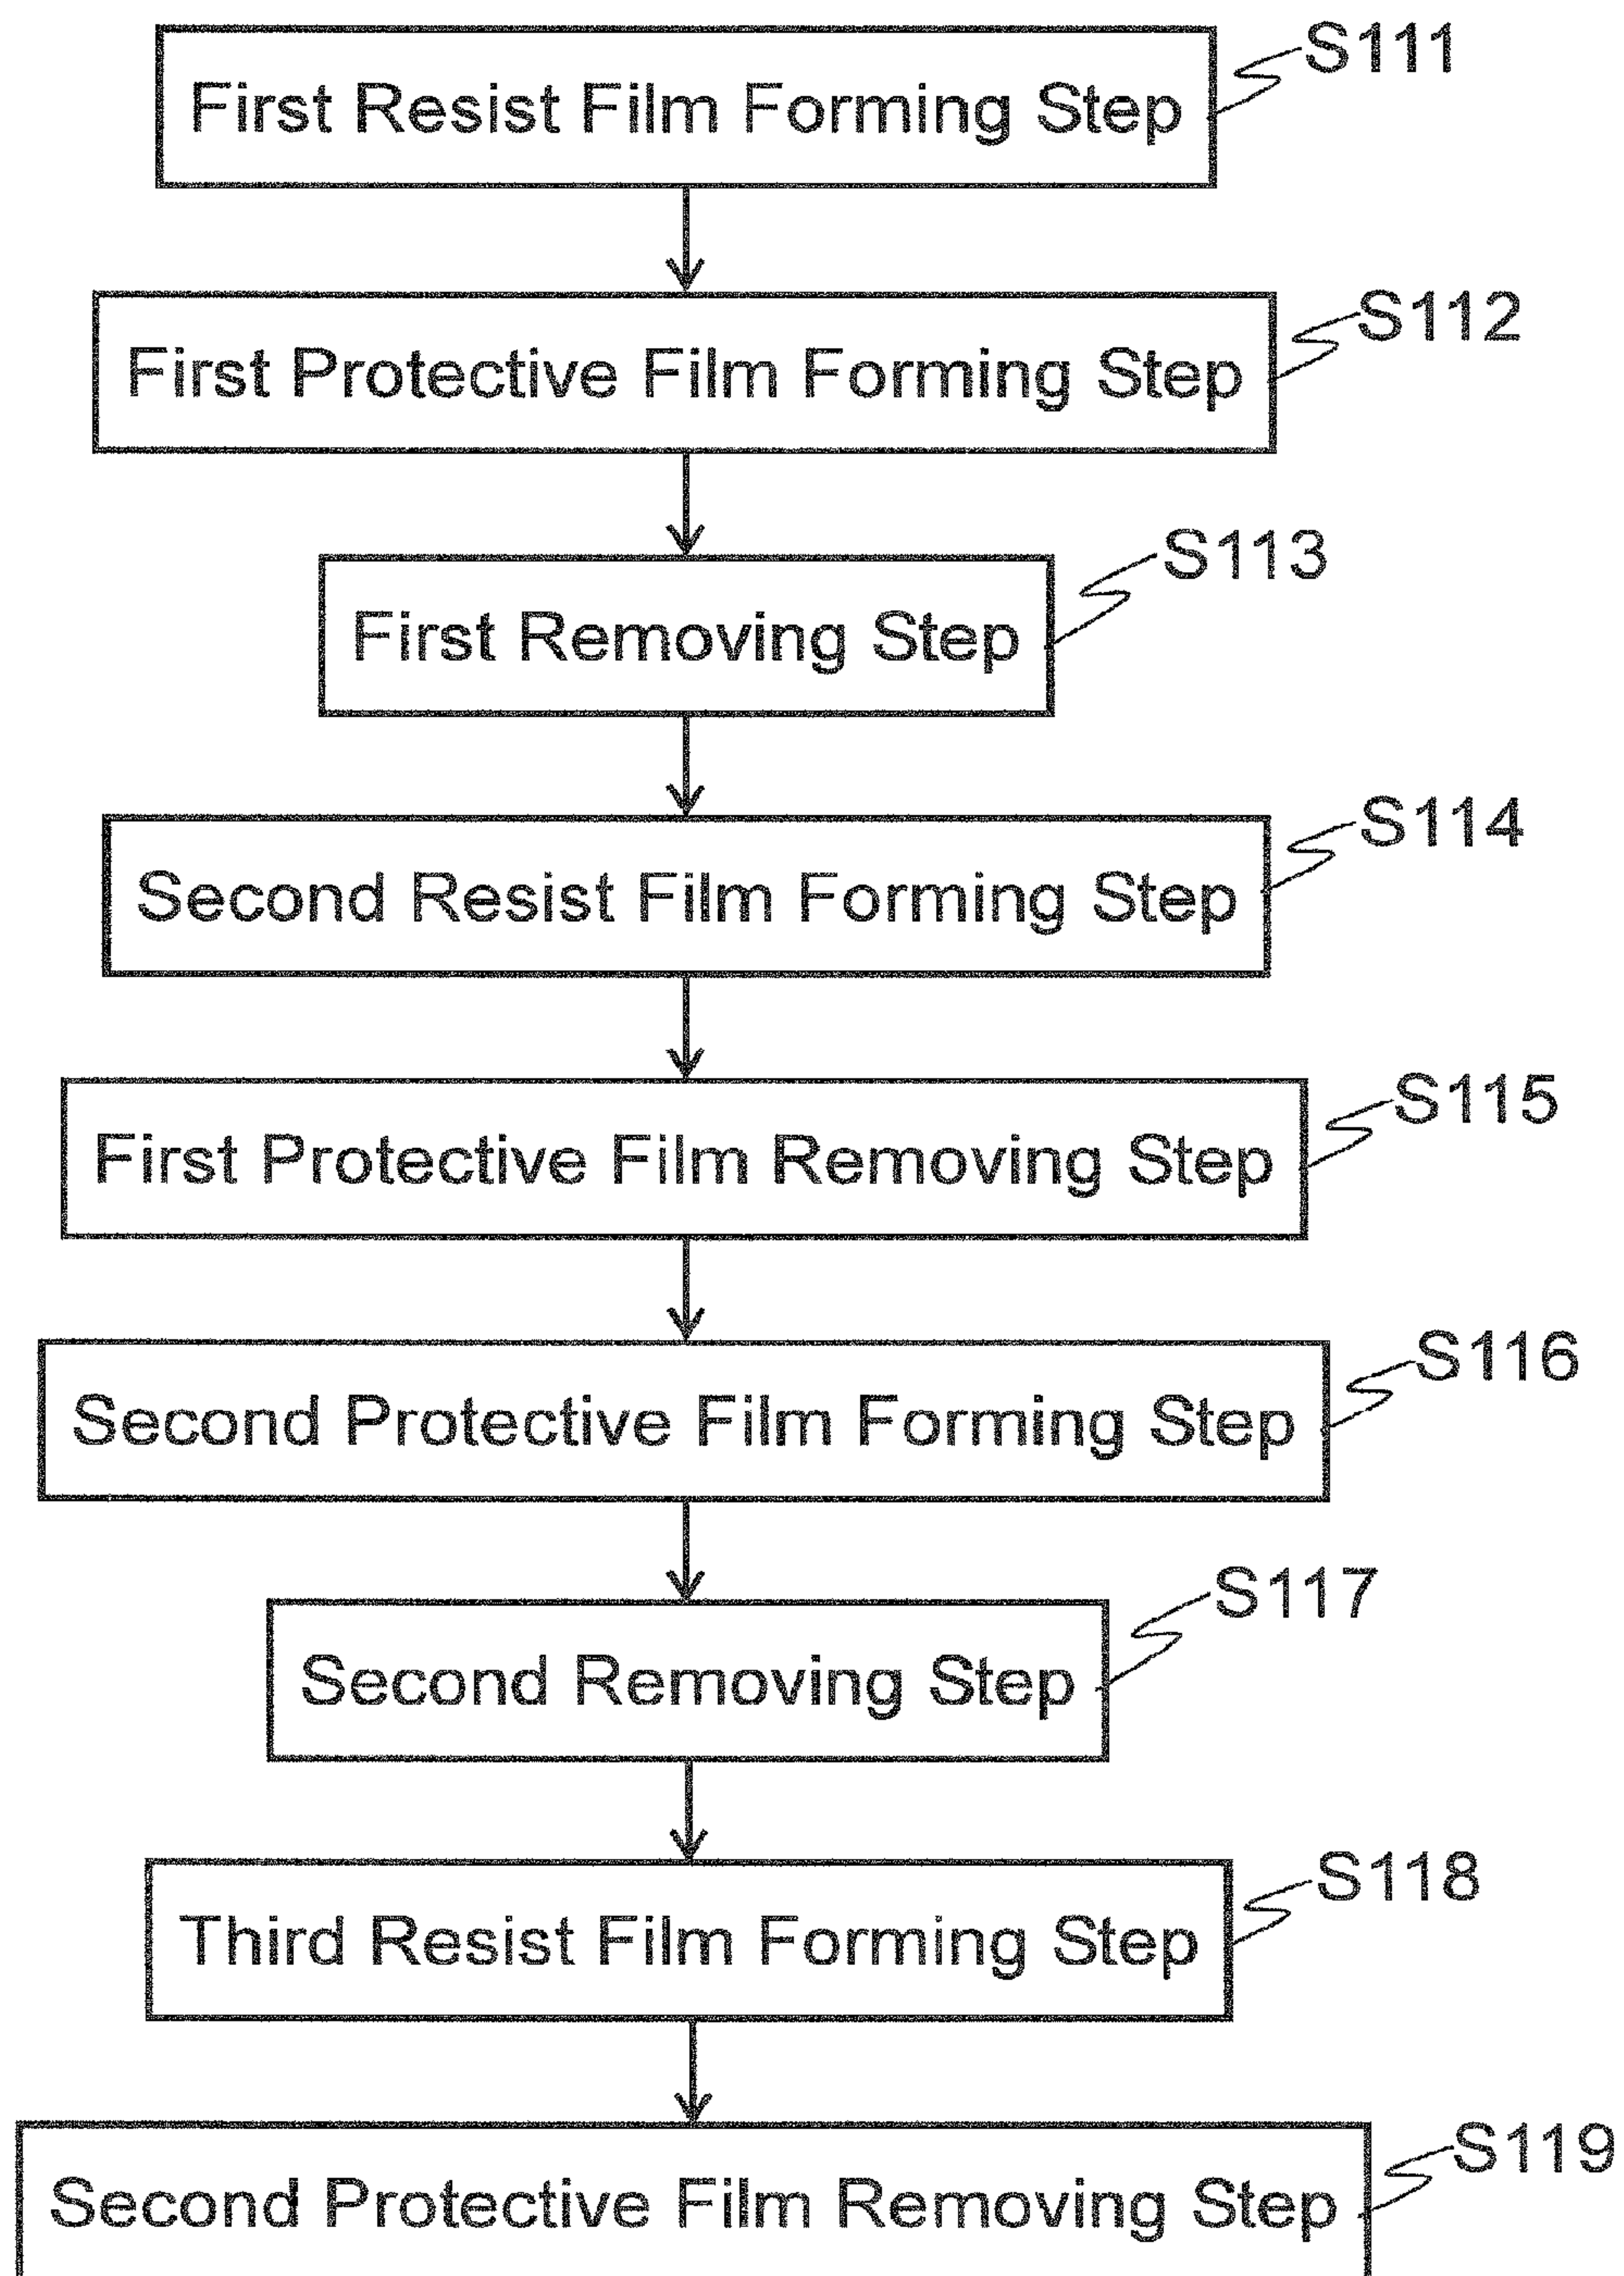 First Resist Film Forming Step
S111
First Protective Film Forming Step
S112
First Removing Step
S113
Second Resist Film Forming Step
S114
First Protective Film Removing Step
S115
Second Protective Film Forming Step
S116
Second Removing Step
S117
Third Resist Film Forming Step
S118
Second Protective Film Removing Step
S119